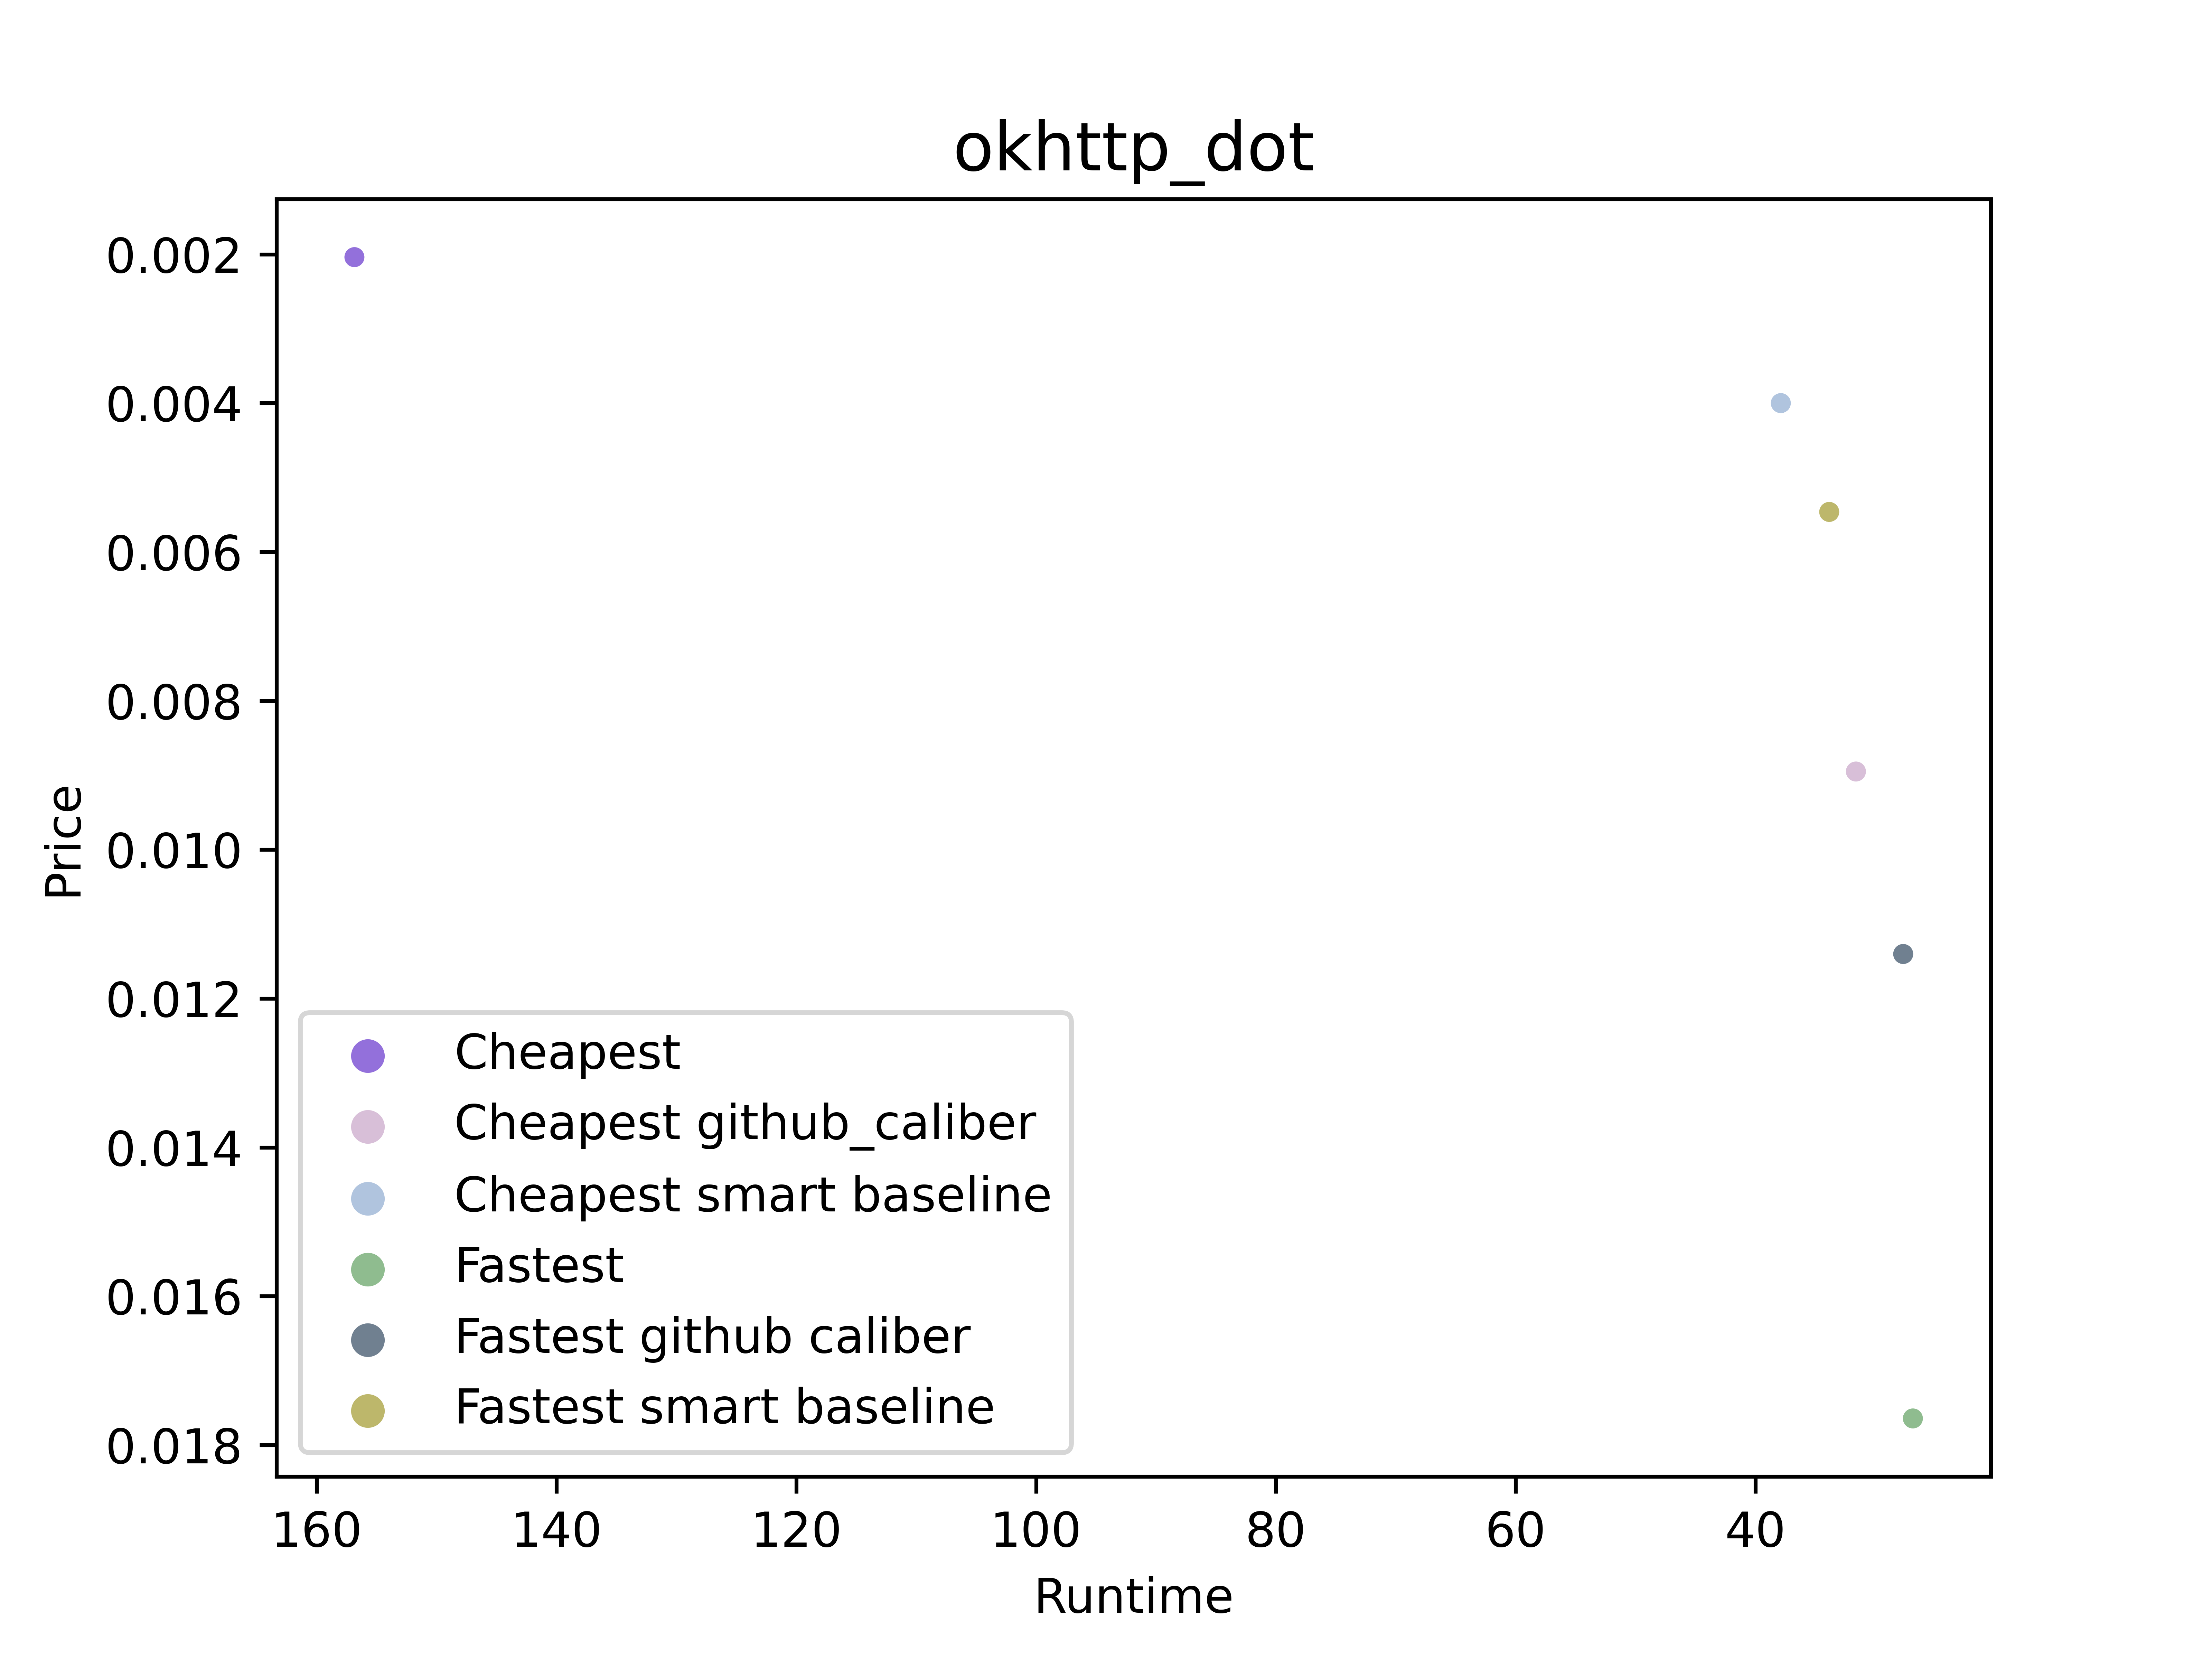 okhttp_dot
0.002
0.004
0.006
0.008
0.010
0.012
0.014
0.016
0.018
Price
Cheapest
Cheapest github_caliber
Cheapest smart baseline
Fastest
Fastest github caliber
Fastest smart baseline
160 140 120 100 80 60 40
Runtime